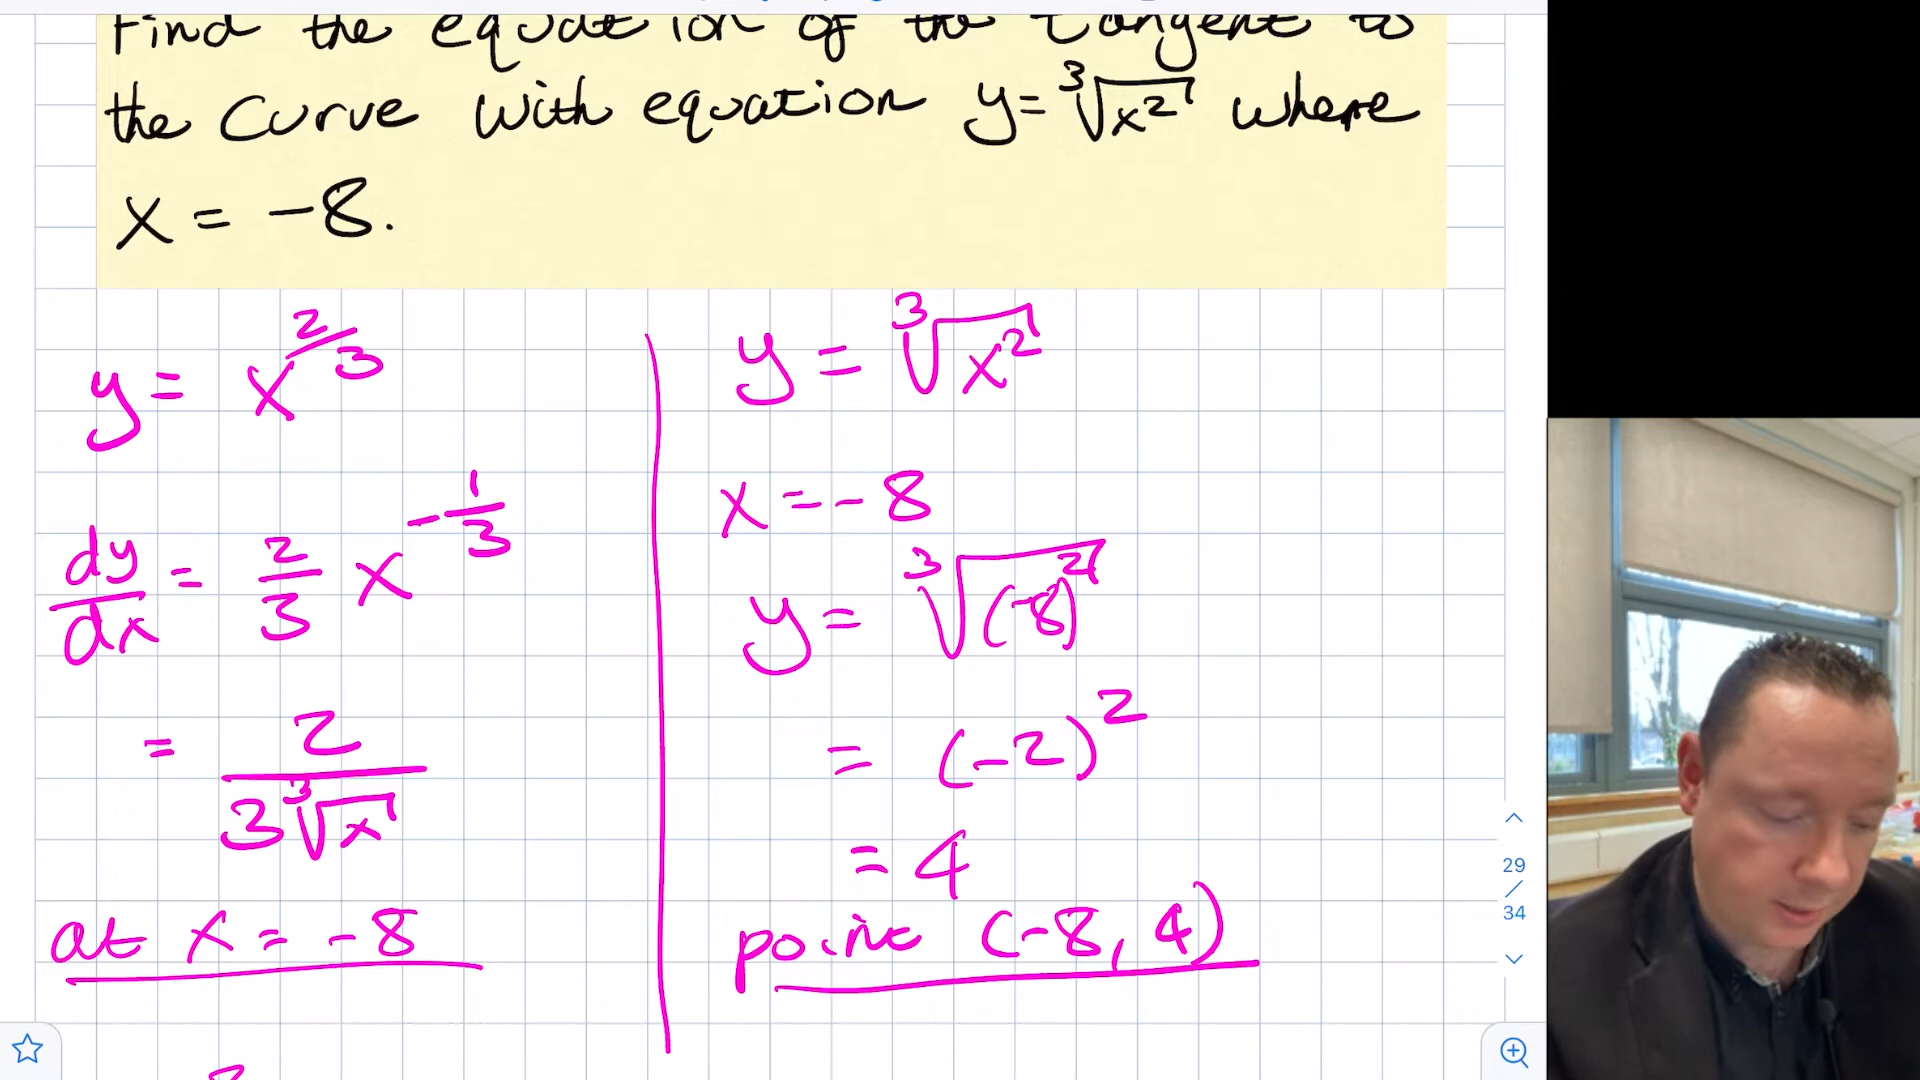 Find the equation of the tangent to
the curve with equation y = ∛x² where
x = -8.
y = x^(2/3)
dy/dx = 2/3 x^(-1/3)
= 2/(3∛x)
at x = -8
y = ∛x²
x = -8
y = ∛(-8)²
= (-2)²
= 4
point (-8, 4)
29
/
34